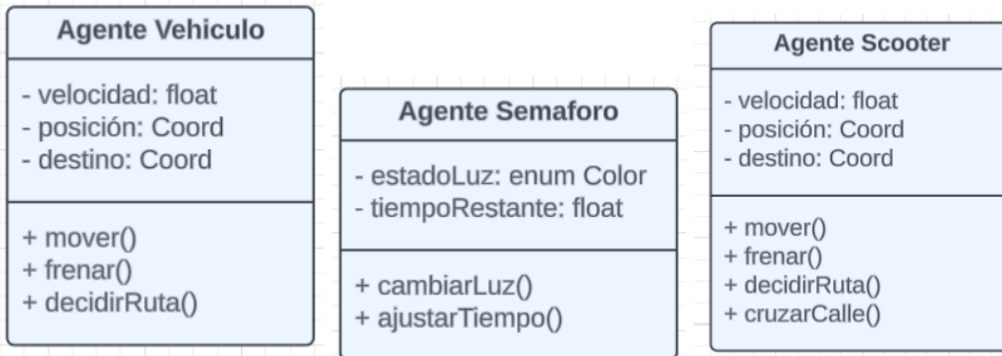 Agente Vehiculo
- velocidad: float
- posición: Coord
- destino: Coord
+ mover()
+ frenar()
+ decidirRuta()
Agente Semaforo
- estadoLuz: enum Color
- tiempoRestante: float
+ cambiarLuz()
+ ajustarTiempo()
Agente Scooter
- velocidad: float
- posición: Coord
- destino: Coord
+ mover()
+ frenar()
+ decidirRuta()
+ cruzarCalle()